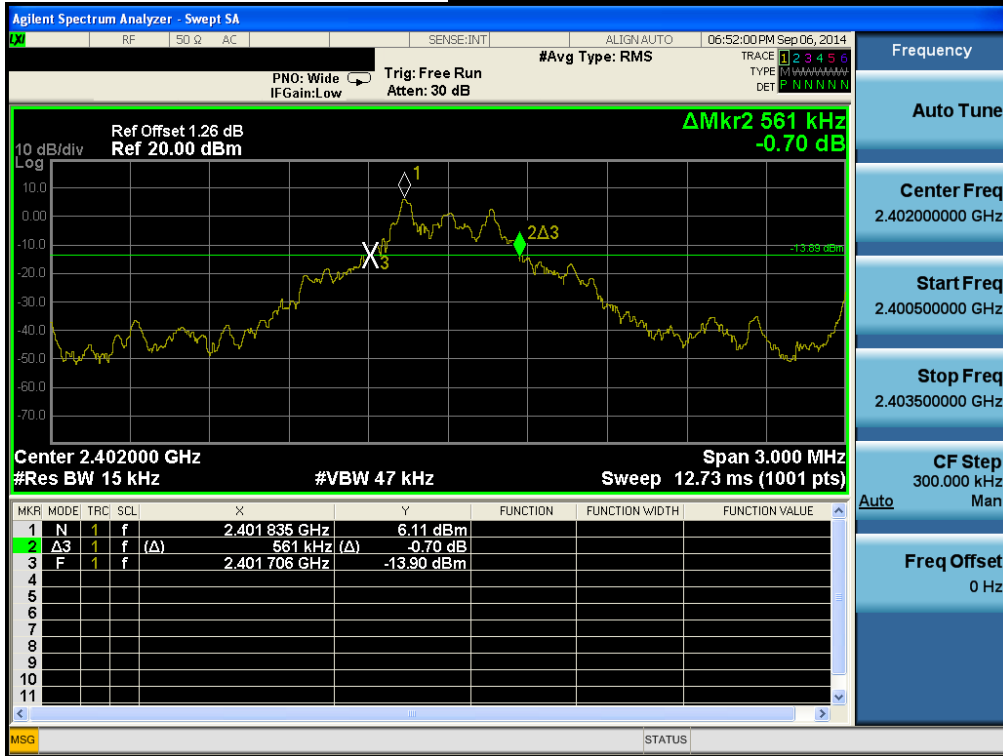 Agilent Spectrum Analyzer - Swept SA
LXI RF 50 Ω AC SENSE:INT ALIGNAUTO 06:52:00 PM Sep 06, 2014
#Avg Type: RMS
TRACE 1 2 3 4 5 6
PNO: Wide Trig: Free Run
TYPE M
IFGain:Low Atten: 30 dB
DET P N N N N N
ΔMkr2 561 kHz
-0.70 dB
Ref Offset 1.26 dB
10 dB/div Ref 20.00 dBm
Log
10.0
0.00
-10.0
-20.0
-30.0
-40.0
-50.0
-60.0
-70.0
1
2Δ3
3
-13.89 dBm
Center 2.402000 GHz Span 3.000 MHz
#Res BW 15 kHz #VBW 47 kHz Sweep 12.73 ms (1001 pts)
MKR MODE TRC SCL X Y FUNCTION FUNCTION WIDTH FUNCTION VALUE
1 N 1 f 2.401 835 GHz 6.11 dBm
2 Δ3 1 f (Δ) 561 kHz (Δ) -0.70 dB
3 F 1 f 2.401 706 GHz -13.90 dBm
4
5
6
7
8
9
10
11
MSG STATUS
Frequency
Auto Tune
Center Freq
2.402000000 GHz
Start Freq
2.400500000 GHz
Stop Freq
2.403500000 GHz
CF Step
300.000 kHz
Auto Man
Freq Offset
0 Hz